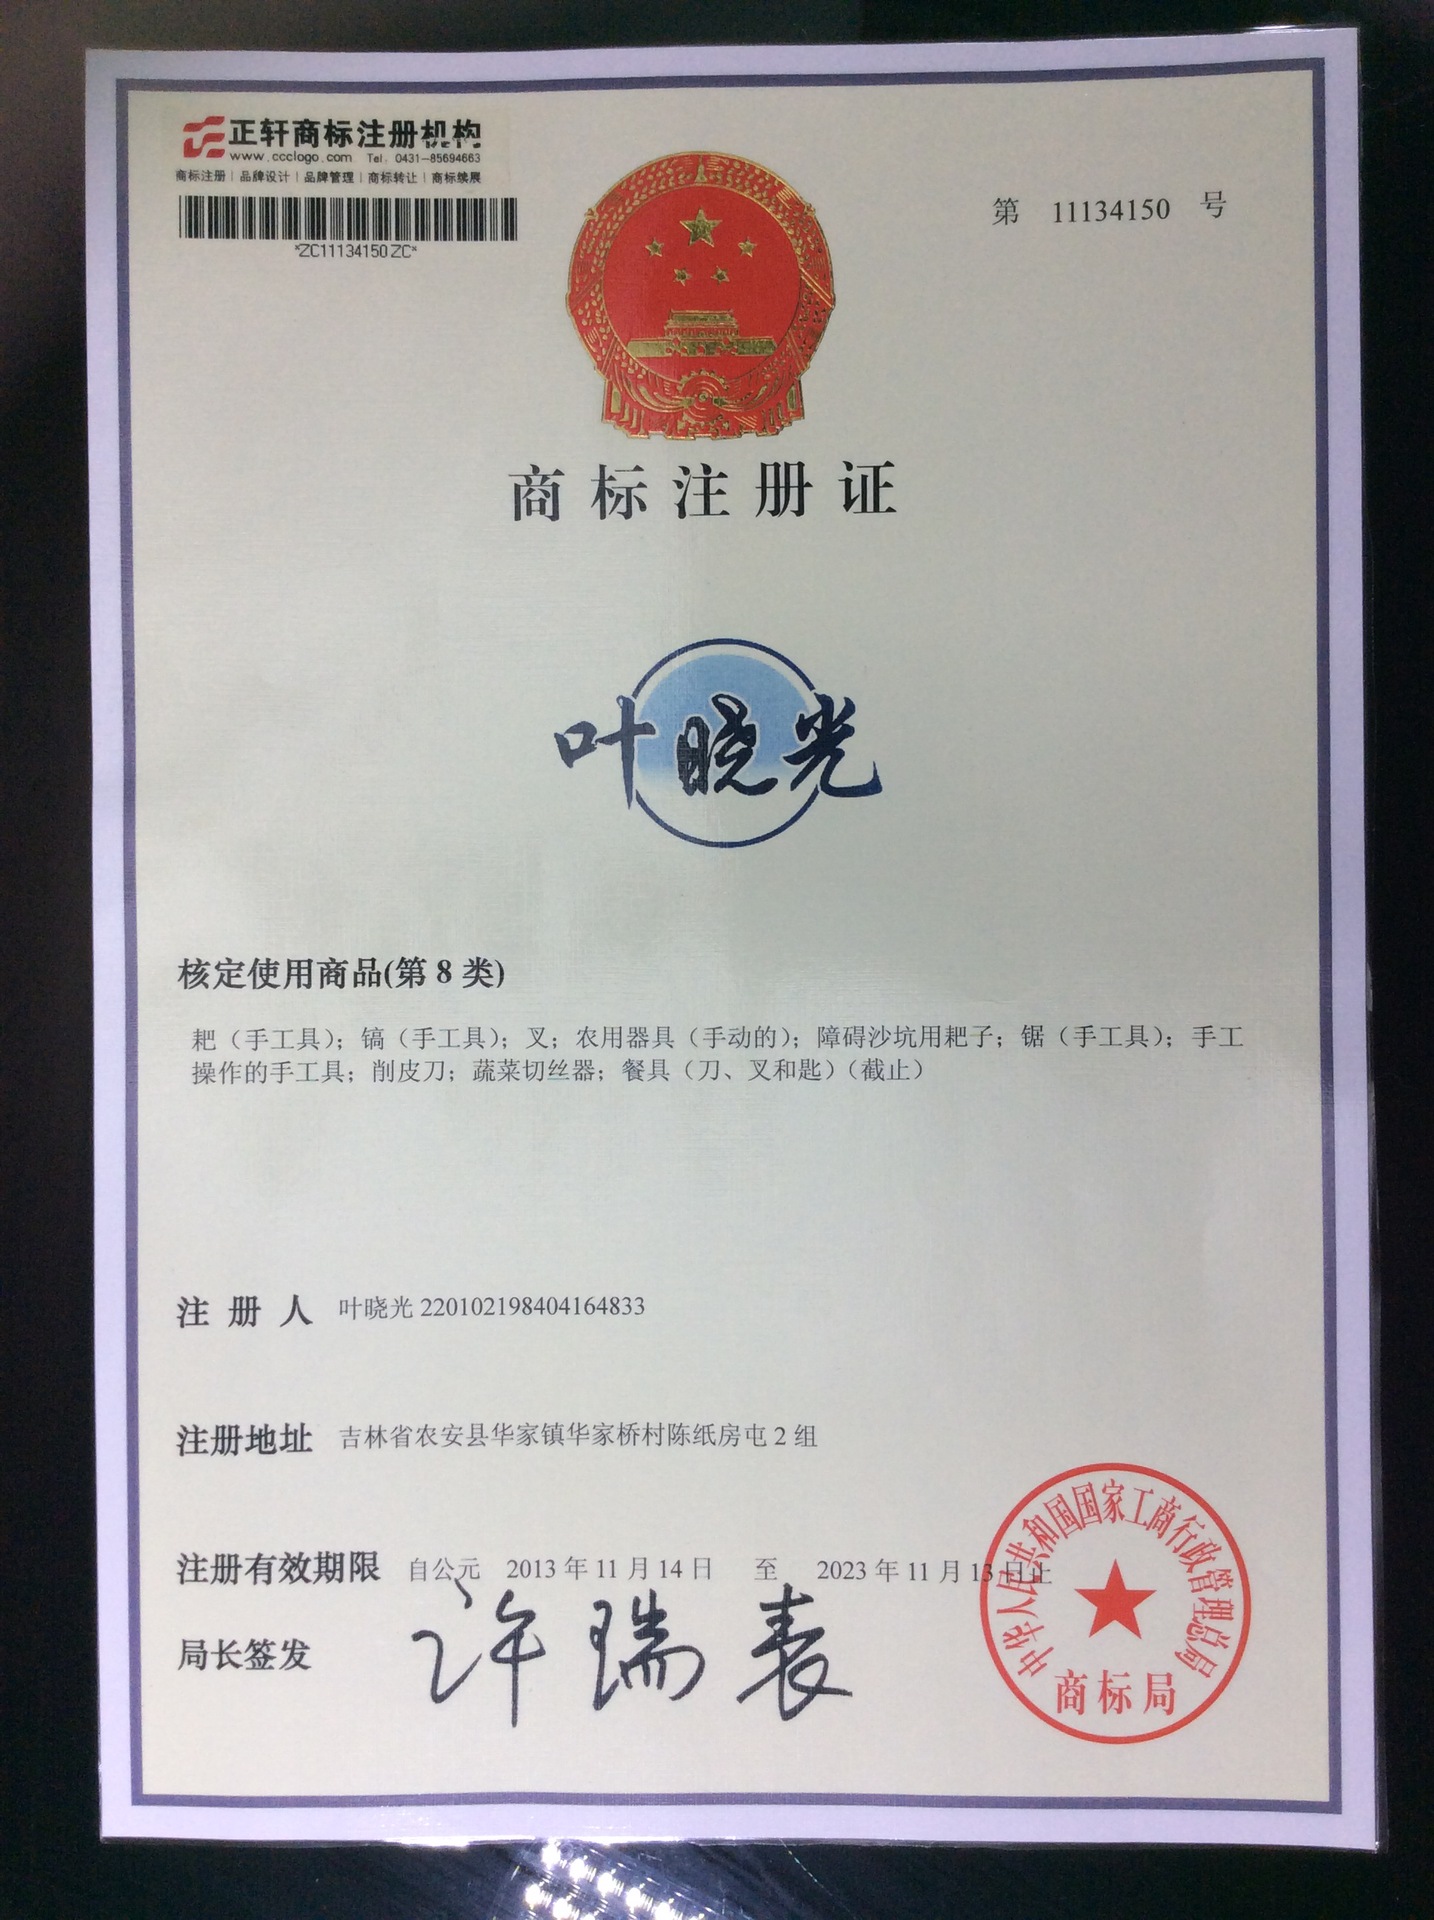 正轩商标注册机构
www.ccclogo.com Tel: 0431-85694663
商标注册 | 品牌设计 | 品牌管理 | 商标转让 | 商标续展
*ZC11134150ZC*
第 11134150 号
商标注册证
叶晓光
核定使用商品(第 8 类)
耙（手工具）；镐（手工具）；叉；农用器具（手动的）；障碍沙坑用耙子；锯（手工具）；手工
操作的手工具；削皮刀；蔬菜切丝器；餐具（刀、叉和匙）（截止）
注 册 人 叶晓光 220102198404164833
注册地址 吉林省农安县华家镇华家桥村陈纸房屯 2 组
注册有效期限 自公元 2013 年 11 月 14 日 至 2023 年 11 月 13 日止
局长签发 许瑞表
中华人民共和国国家工商行政管理总局
商标局